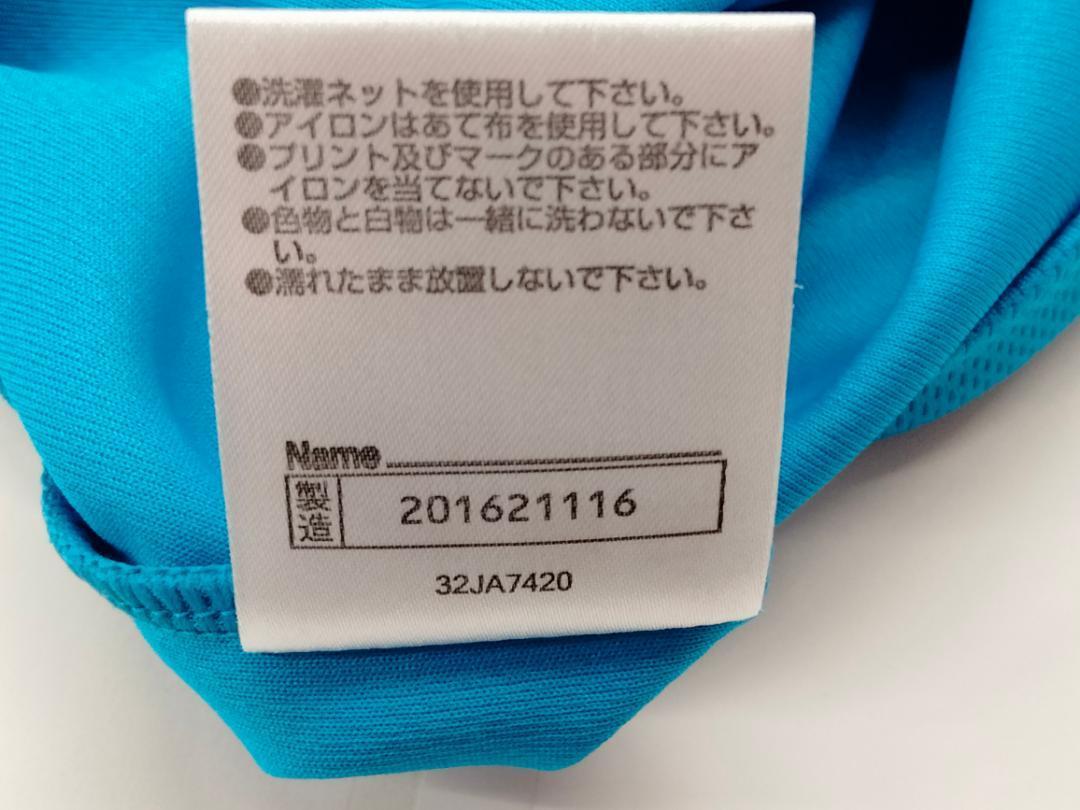 ●洗濯ネットを使用して下さい。
●アイロンはあて布を使用して下さい。
●プリント及びマークのある部分にア
イロンを当てないで下さい。
●色物と白物は一緒に洗わないで下さ
い。
●濡れたまま放置しないで下さい。
Name
製造 201621116
32JA7420